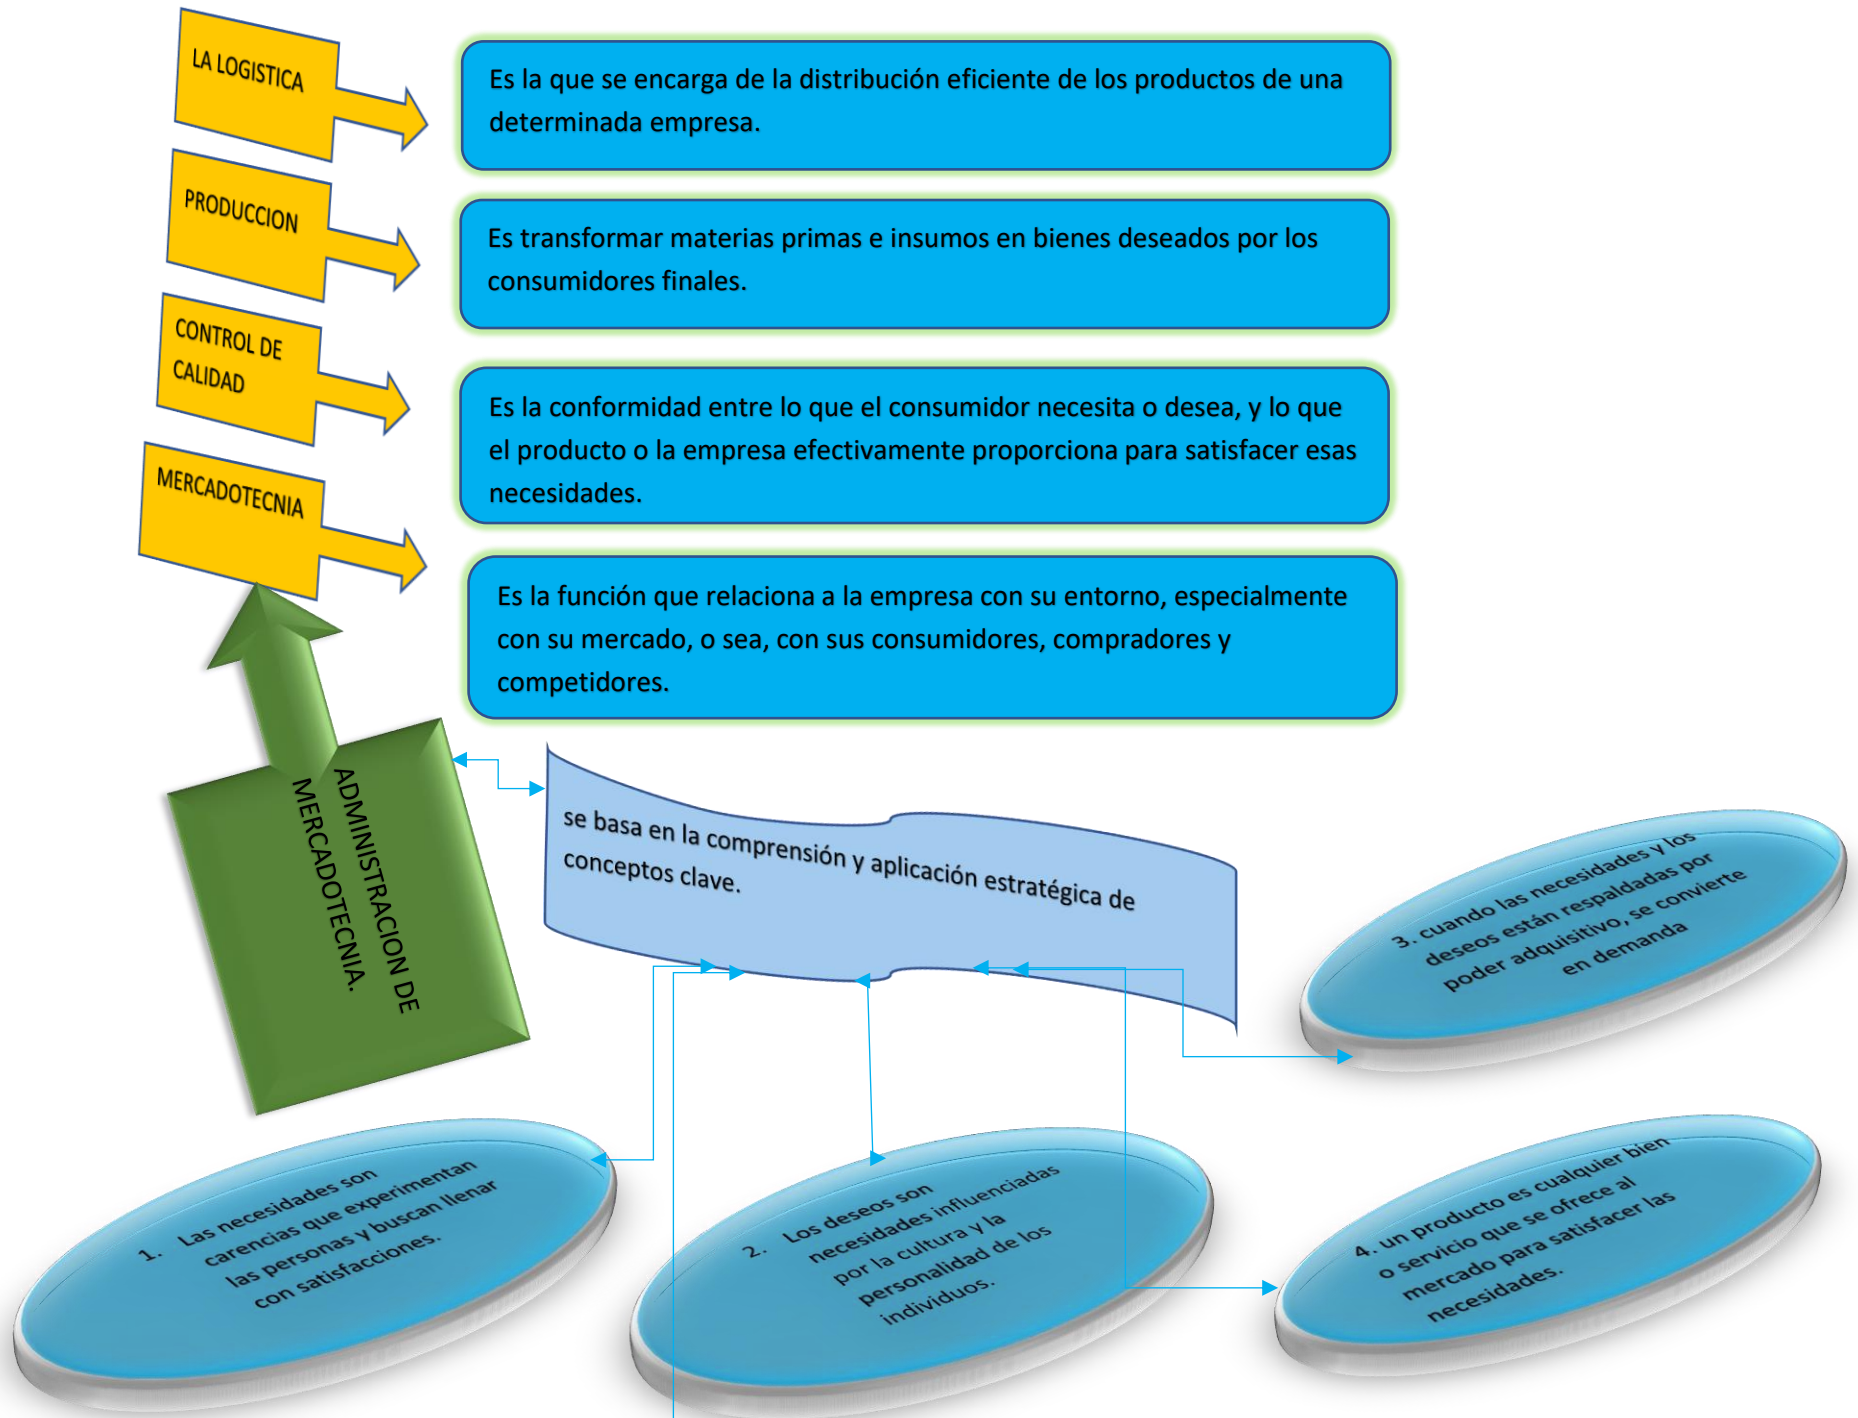 LA LOGISTICA
Es la que se encarga de la distribución eficiente de los productos de una
determinada empresa.
PRODUCCION
Es transformar materias primas e insumos en bienes deseados por los
consumidores finales.
CONTROL DE
CALIDAD
Es la conformidad entre lo que el consumidor necesita o desea, y lo que
el producto o la empresa efectivamente proporciona para satisfacer esas
necesidades.
MERCADOTECNIA
Es la función que relaciona a la empresa con su entorno, especialmente
con su mercado, o sea, con sus consumidores, compradores y
competidores.
ADMINISTRACION DE
MERCADOTECNIA.
se basa en la comprensión y aplicación estratégica de
conceptos clave.
3. cuando las necesidades y los
deseos están respaldadas por
poder adquisitivo, se convierte
en demanda
1. Las necesidades son
carencias que experimentan
las personas y buscan llenar
con satisfacciones.
2. Los deseos son
necesidades influenciadas
por la cultura y la
personalidad de los
individuos.
4. un producto es cualquier bien
o servicio que se ofrece al
mercado para satisfacer las
necesidades.